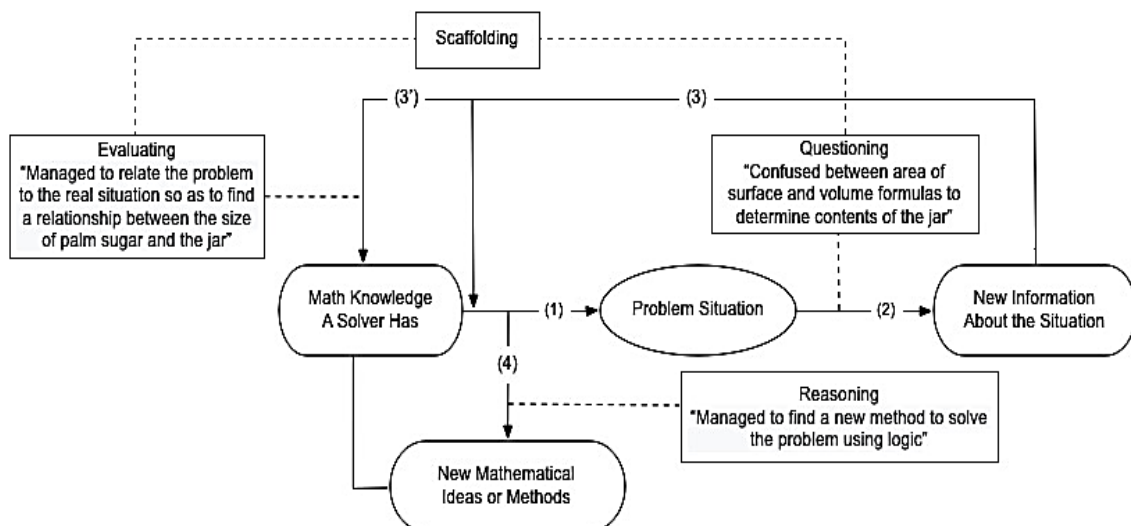 Scaffolding
(3')
(3)
Evaluating
“Managed to relate the problem
to the real situation so as to find
a relationship between the size
of palm sugar and the jar”
Questioning
“Confused between area of
surface and volume formulas to
determine contents of the jar”
Math Knowledge
A Solver Has
(1)
Problem Situation
(2)
New Information
About the Situation
(4)
Reasoning
“Managed to find a new method to solve
the problem using logic”
New Mathematical
Ideas or Methods